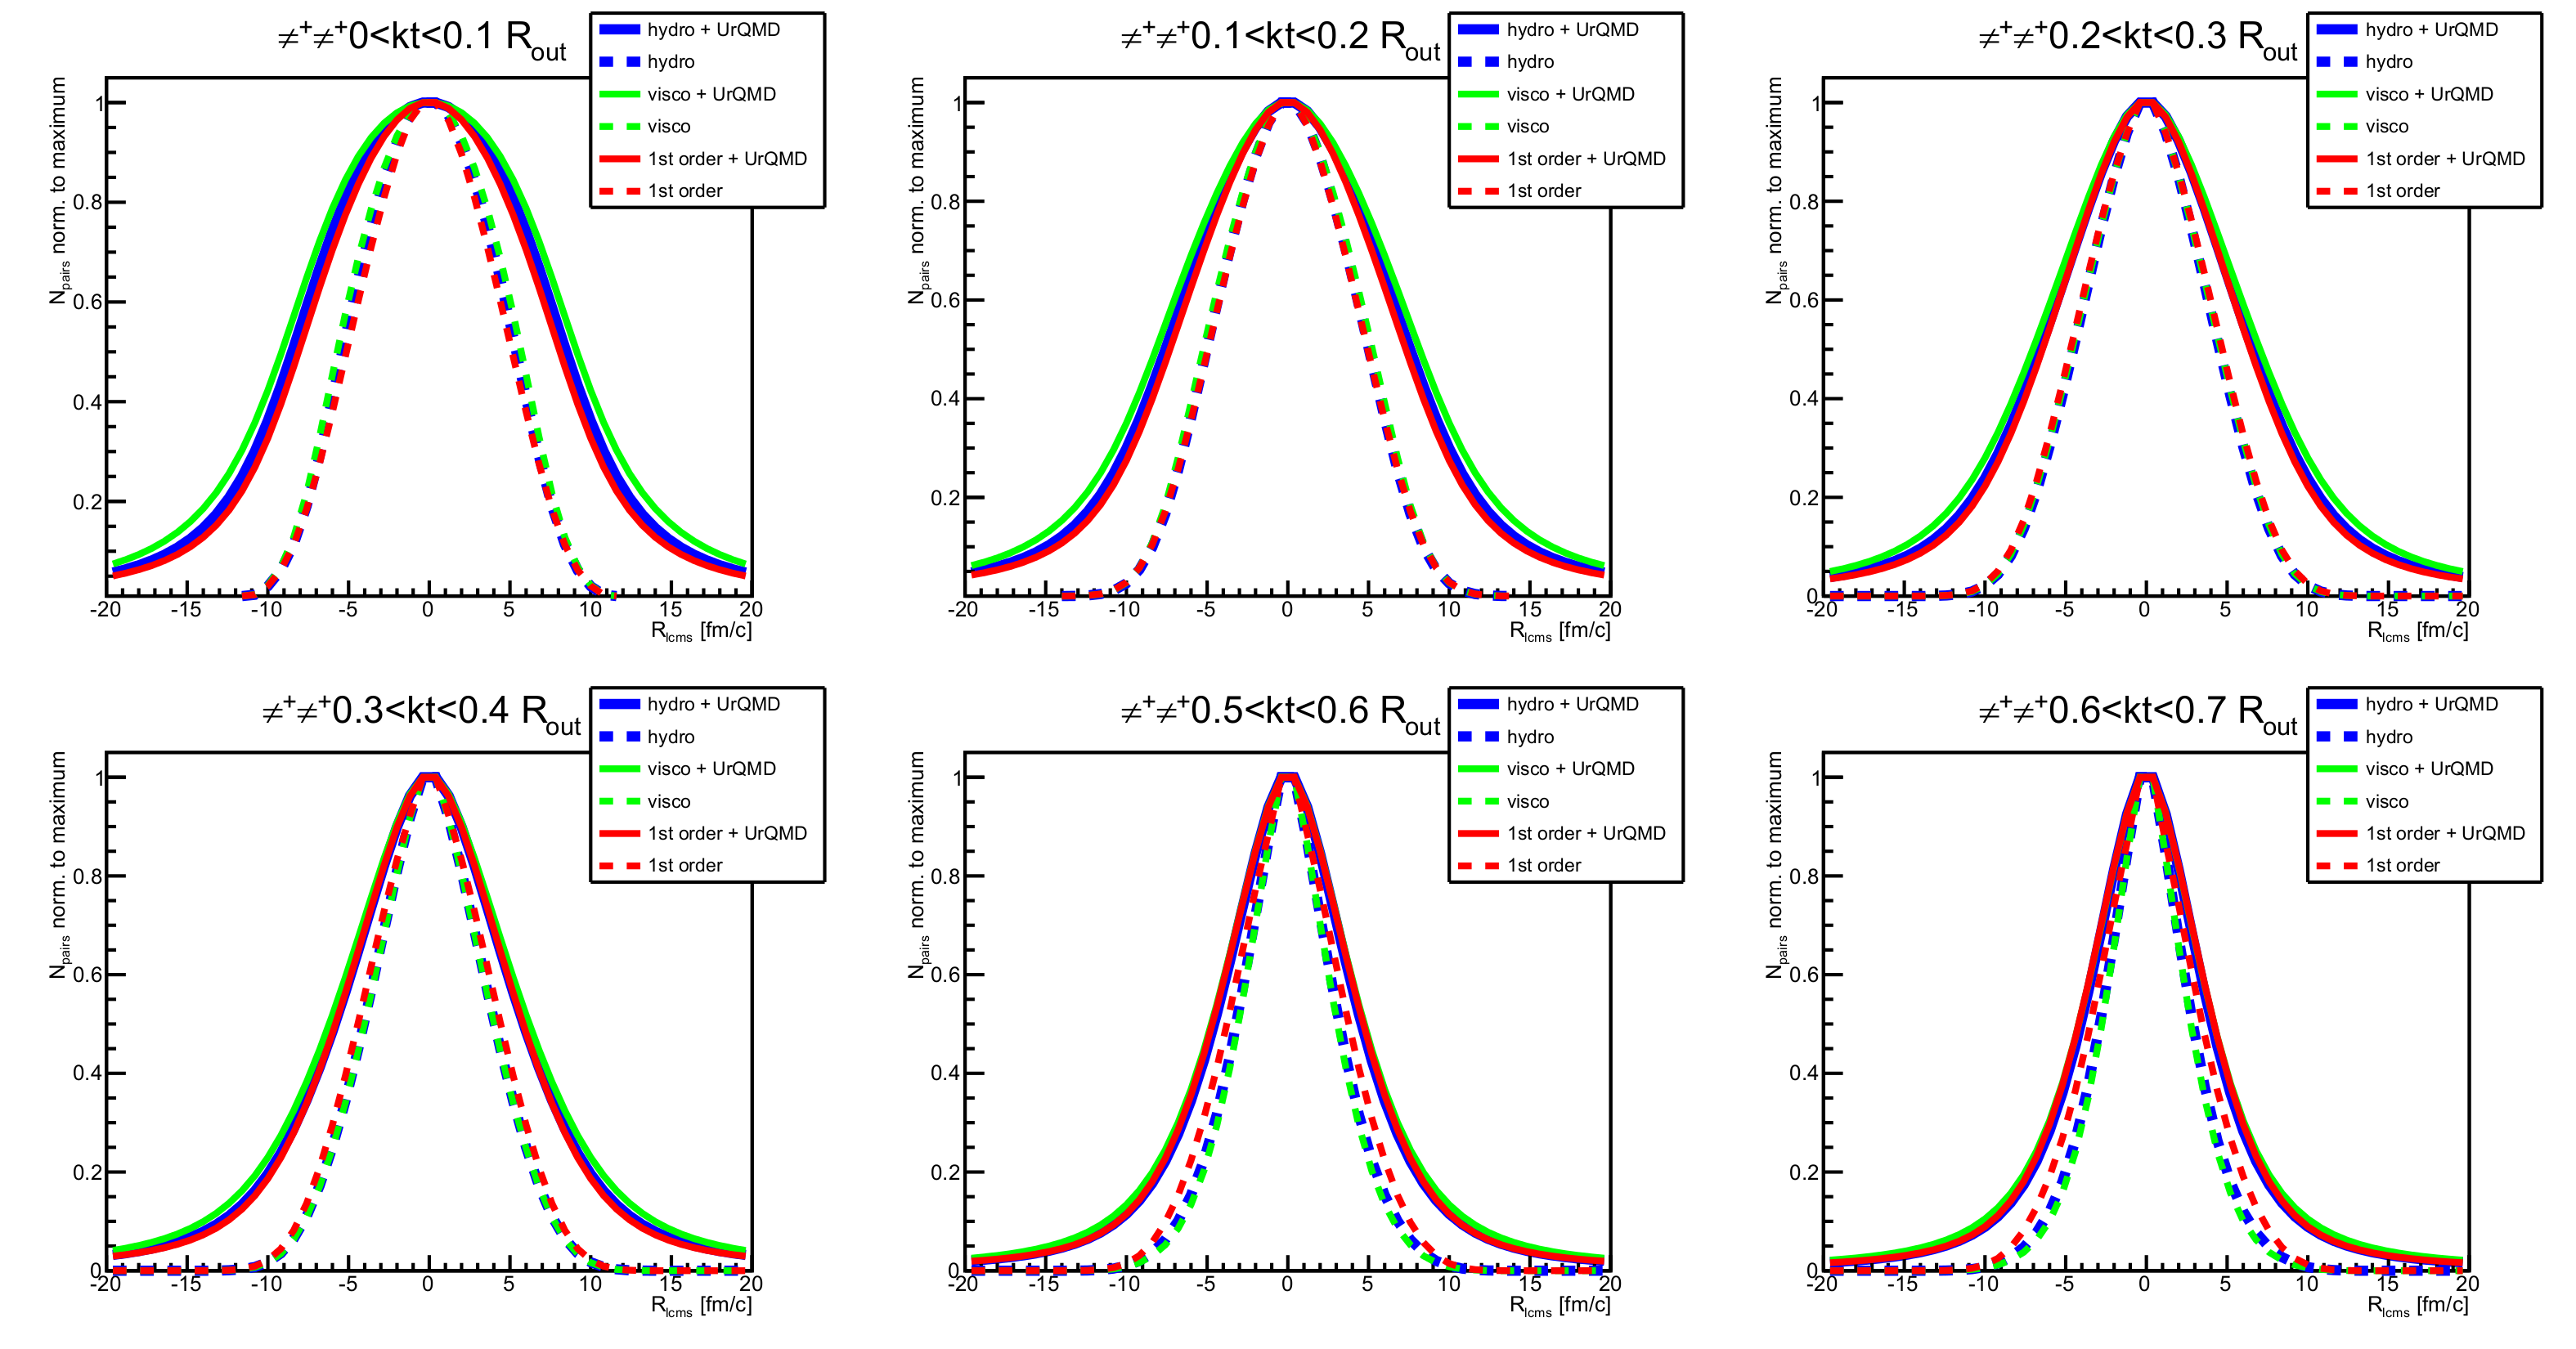 ≠⁺≠⁺0<kt<0.1 R_out
hydro + UrQMD
hydro
visco + UrQMD
visco
1st order + UrQMD
1st order
N_pairs norm. to maximum
1
0.8
0.6
0.4
0.2
-20 -15 -10 -5 0 5 10 15 20
R_lcms [fm/c]
≠⁺≠⁺0.1<kt<0.2 R_out
hydro + UrQMD
hydro
visco + UrQMD
visco
1st order + UrQMD
1st order
N_pairs norm. to maximum
1
0.8
0.6
0.4
0.2
-20 -15 -10 -5 0 5 10 15 20
R_lcms [fm/c]
≠⁺≠⁺0.2<kt<0.3 R_out
hydro + UrQMD
hydro
visco + UrQMD
visco
1st order + UrQMD
1st order
N_pairs norm. to maximum
1
0.8
0.6
0.4
0.2
0
-20 -15 -10 -5 0 5 10 15 20
R_lcms [fm/c]
≠⁺≠⁺0.3<kt<0.4 R_out
hydro + UrQMD
hydro
visco + UrQMD
visco
1st order + UrQMD
1st order
N_pairs norm. to maximum
1
0.8
0.6
0.4
0.2
0
-20 -15 -10 -5 0 5 10 15 20
R_lcms [fm/c]
≠⁺≠⁺0.5<kt<0.6 R_out
hydro + UrQMD
hydro
visco + UrQMD
visco
1st order + UrQMD
1st order
N_pairs norm. to maximum
1
0.8
0.6
0.4
0.2
0
-20 -15 -10 -5 0 5 10 15 20
R_lcms [fm/c]
≠⁺≠⁺0.6<kt<0.7 R_out
hydro + UrQMD
hydro
visco + UrQMD
visco
1st order + UrQMD
1st order
N_pairs norm. to maximum
1
0.8
0.6
0.4
0.2
0
-20 -15 -10 -5 0 5 10 15 20
R_lcms [fm/c]